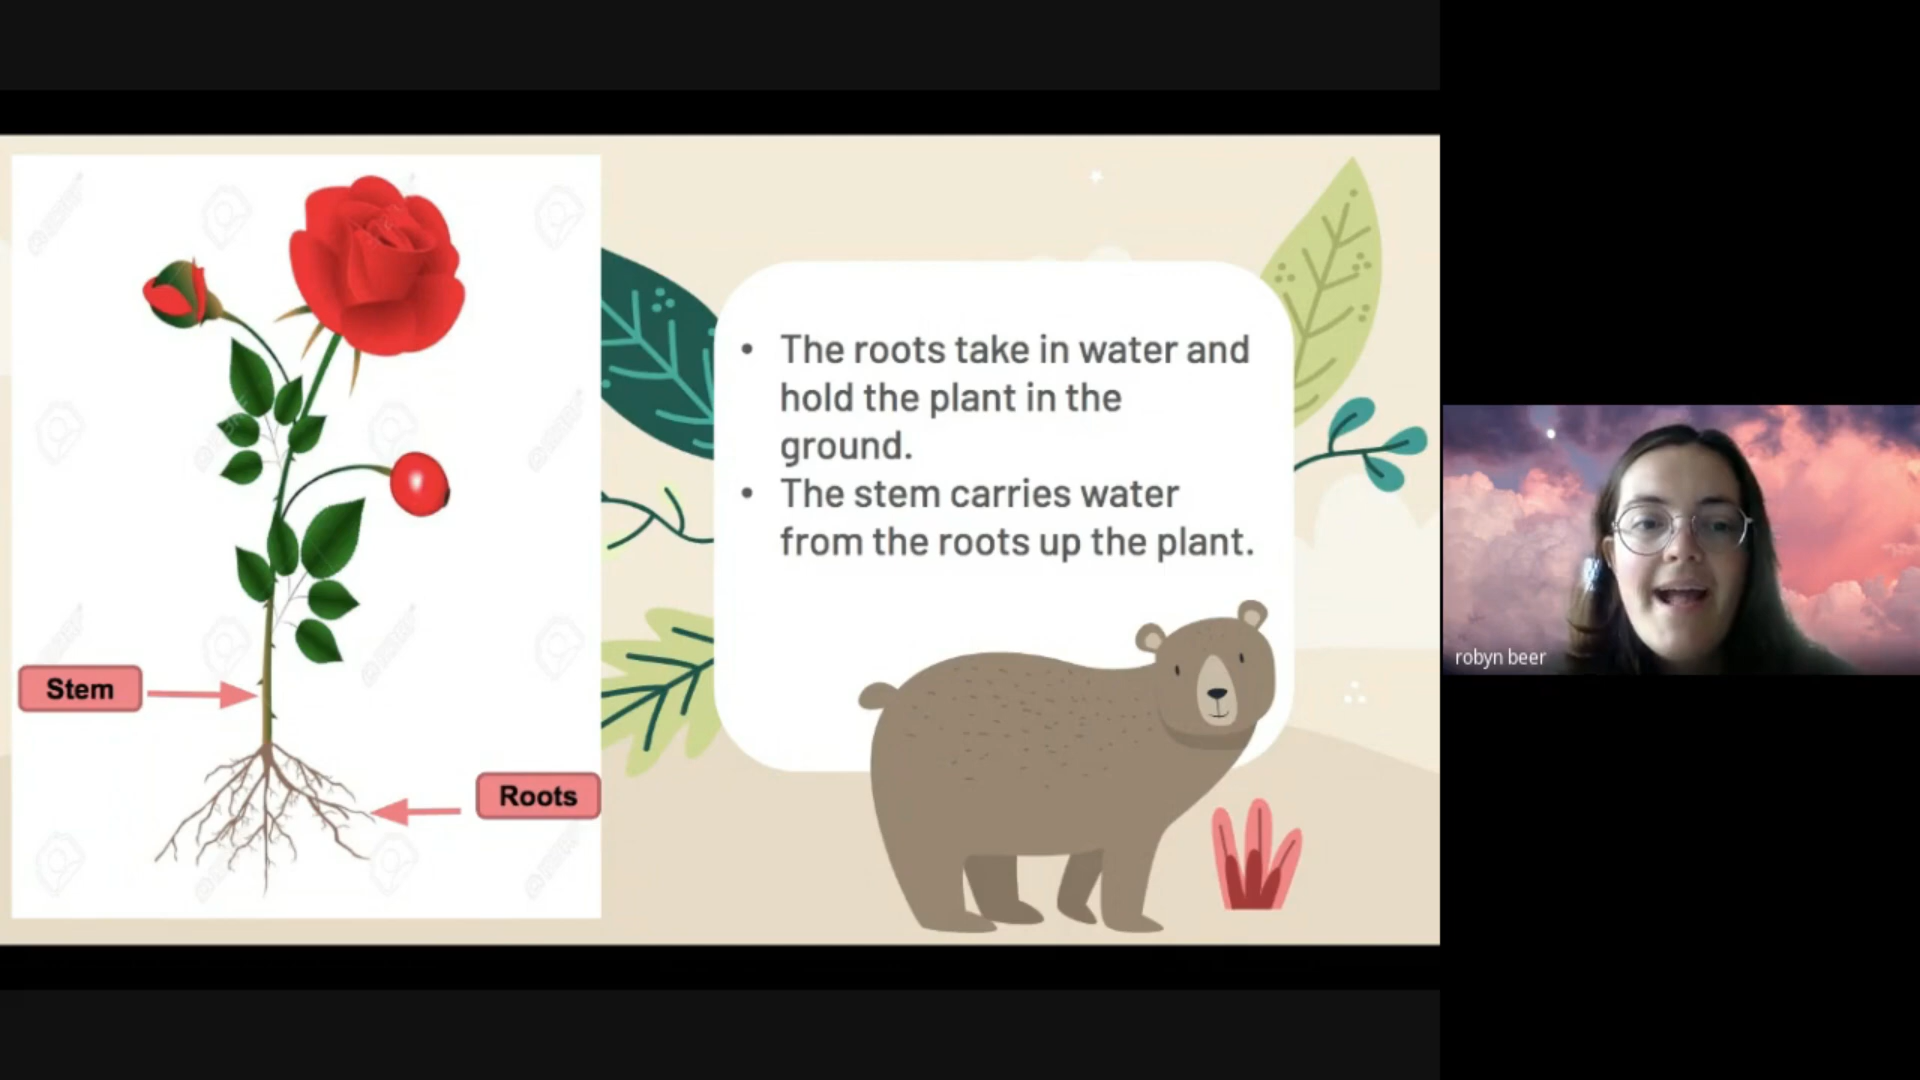 • The roots take in water and
hold the plant in the
ground.
• The stem carries water
from the roots up the plant.
Stem
Roots
robyn beer